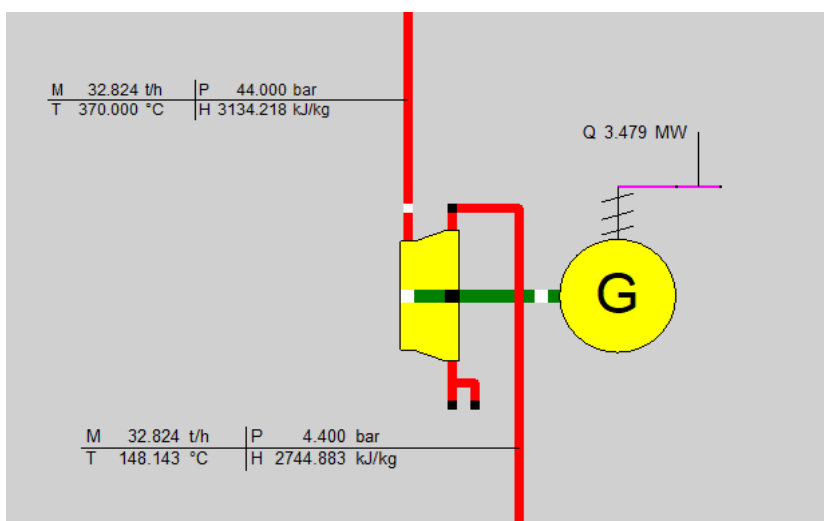 M 32.824 t/h P 44.000 bar
T 370.000 °C H 3134.218 kJ/kg
Q 3.479 MW
G
M 32.824 t/h P 4.400 bar
T 148.143 °C H 2744.883 kJ/kg